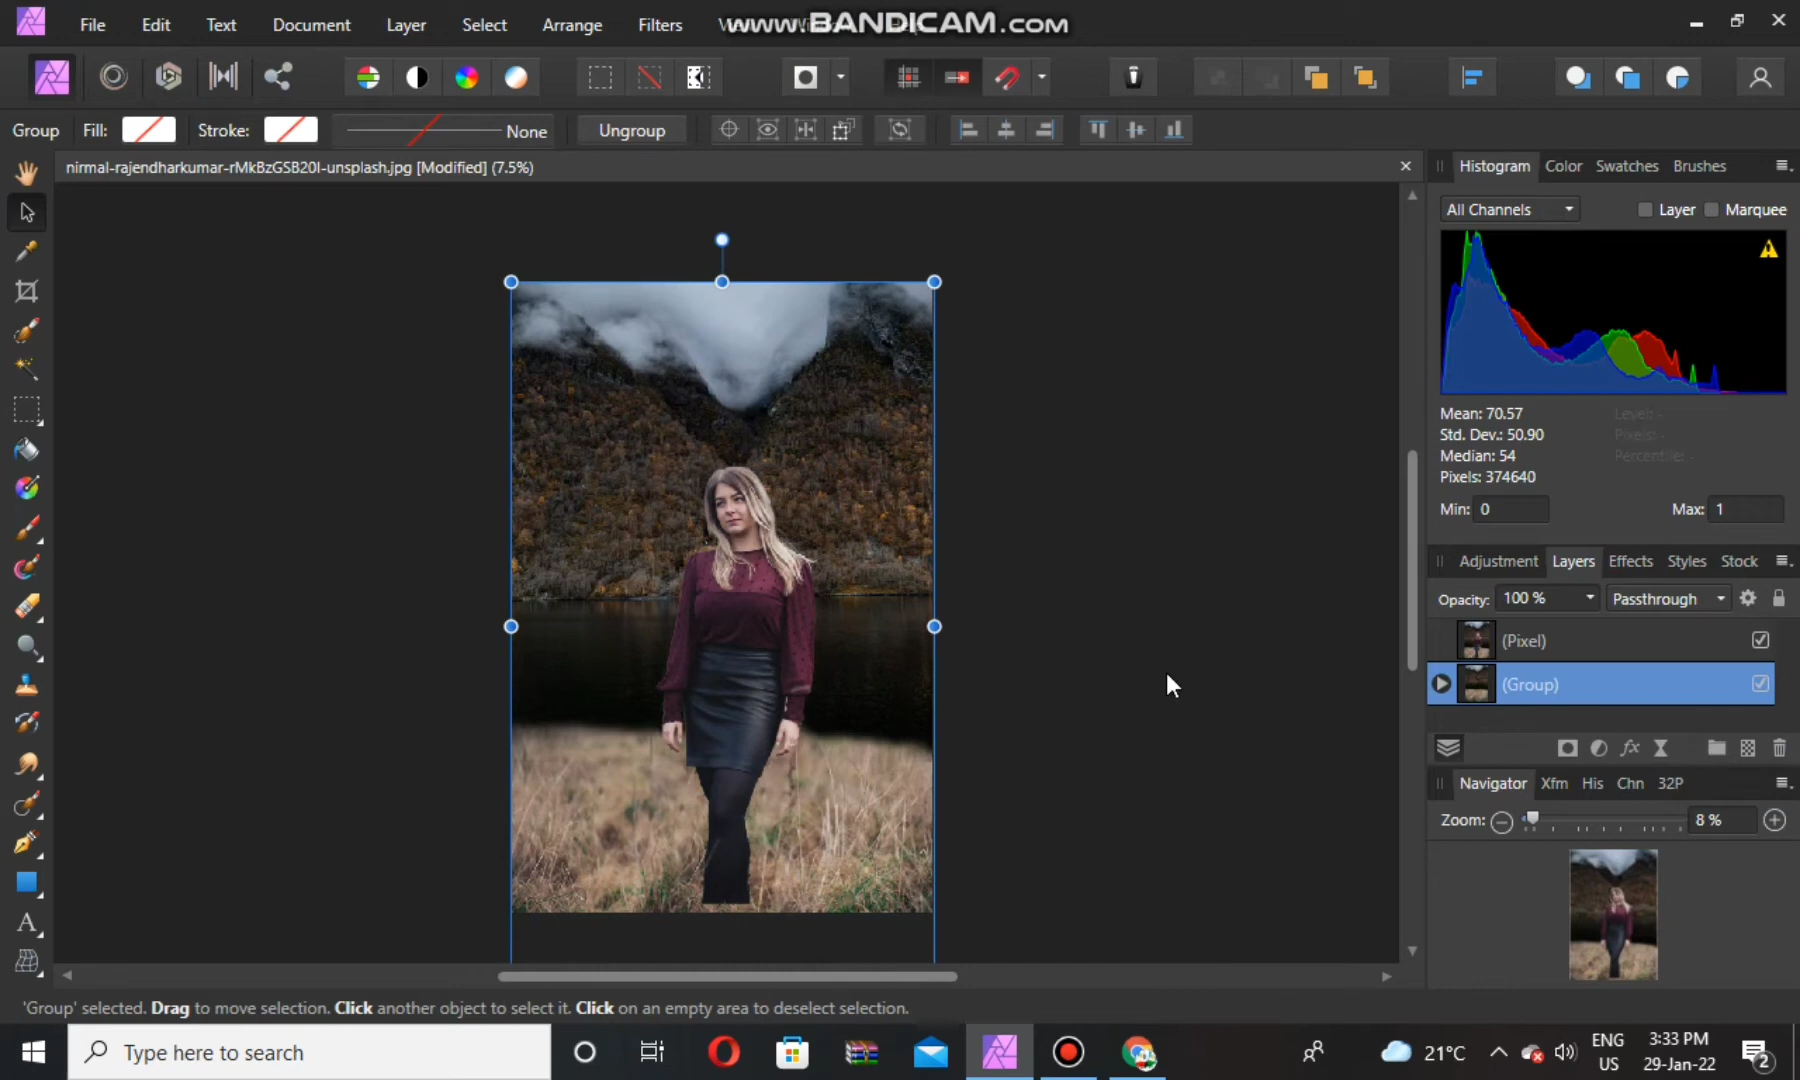 File Edit Text Document Layer Select Arrange Filters
www.BANDICAM.com
Group Fill: Stroke: None Ungroup
nirmal-rajendharkumar-rMkBzGSB20I-unsplash.jpg [Modified] (7.5%)
Histogram Color Swatches Brushes
All Channels Layer Marquee
Mean: 70.57 Level: -
Std. Dev.: 50.90 Pixels: -
Median: 54 Percentile: -
Pixels: 374640
Min: 0 Max: 1
Adjustment Layers Effects Styles Stock
Opacity: 100 % Passthrough
(Pixel)
(Group)
Navigator Xfm His Chn 32P
Zoom: 8 %
'Group' selected. Drag to move selection. Click another object to select it. Click on an empty area to deselect selection.
Type here to search
21°C
ENG
US
3:33 PM
29-Jan-22
2